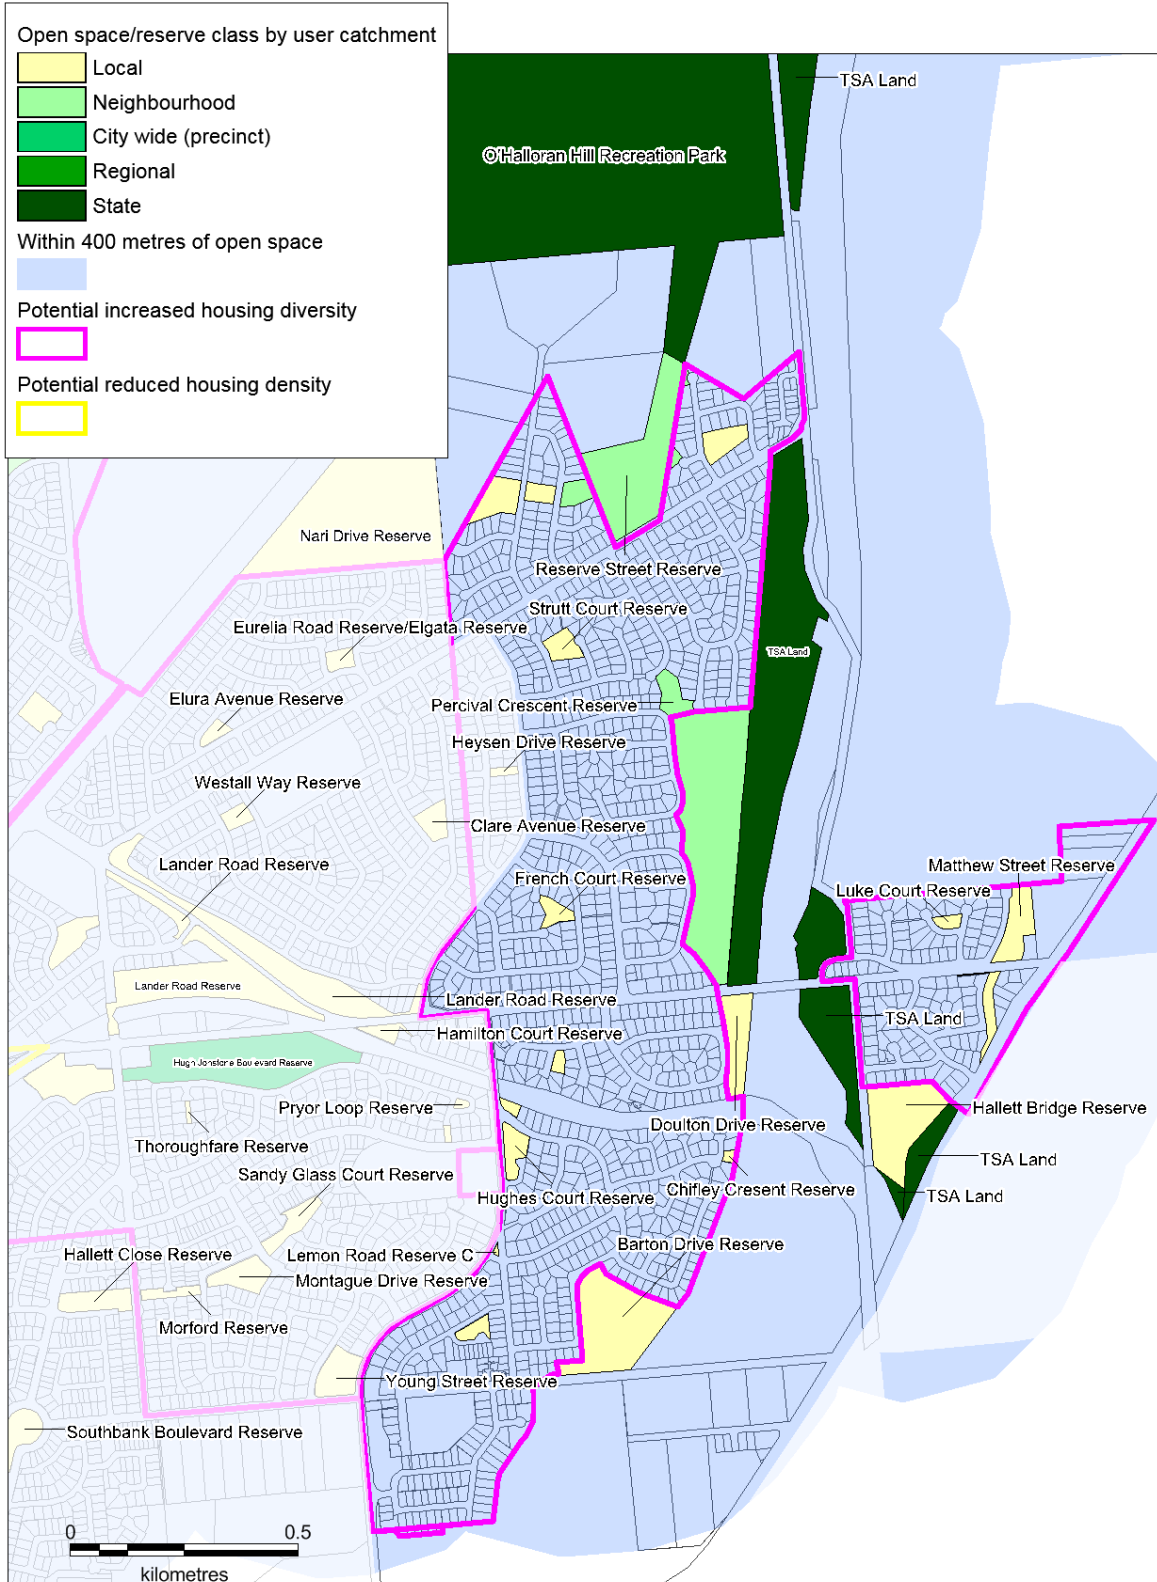 Open space/reserve class by user catchment
Local
Neighbourhood
City wide (precinct)
Regional
State
Within 400 metres of open space
Potential increased housing diversity
Potential reduced housing density
TSA Land
O'Halloran Hill Recreation Park
Nari Drive Reserve
Reserve Street Reserve
Strutt Court Reserve
Eurelia Road Reserve/Elgata Reserve
TSA Land
Elura Avenue Reserve
Percival Crescent Reserve
Heysen Drive Reserve
Westall Way Reserve
Clare Avenue Reserve
Lander Road Reserve
Matthew Street Reserve
French Court Reserve
Luke Court Reserve
Lander Road Reserve
Lander Road Reserve
TSA Land
Hamilton Court Reserve
Hugh Jonstone Boulevard Reserve
Pryor Loop Reserve
Hallett Bridge Reserve
Doulton Drive Reserve
Thoroughfare Reserve
TSA Land
Sandy Glass Court Reserve
Chifley Cresent Reserve
Hughes Court Reserve
TSA Land
Barton Drive Reserve
Hallett Close Reserve
Lemon Road Reserve C
Montague Drive Reserve
Morford Reserve
Young Street Reserve
Southbank Boulevard Reserve
0 0.5
kilometres